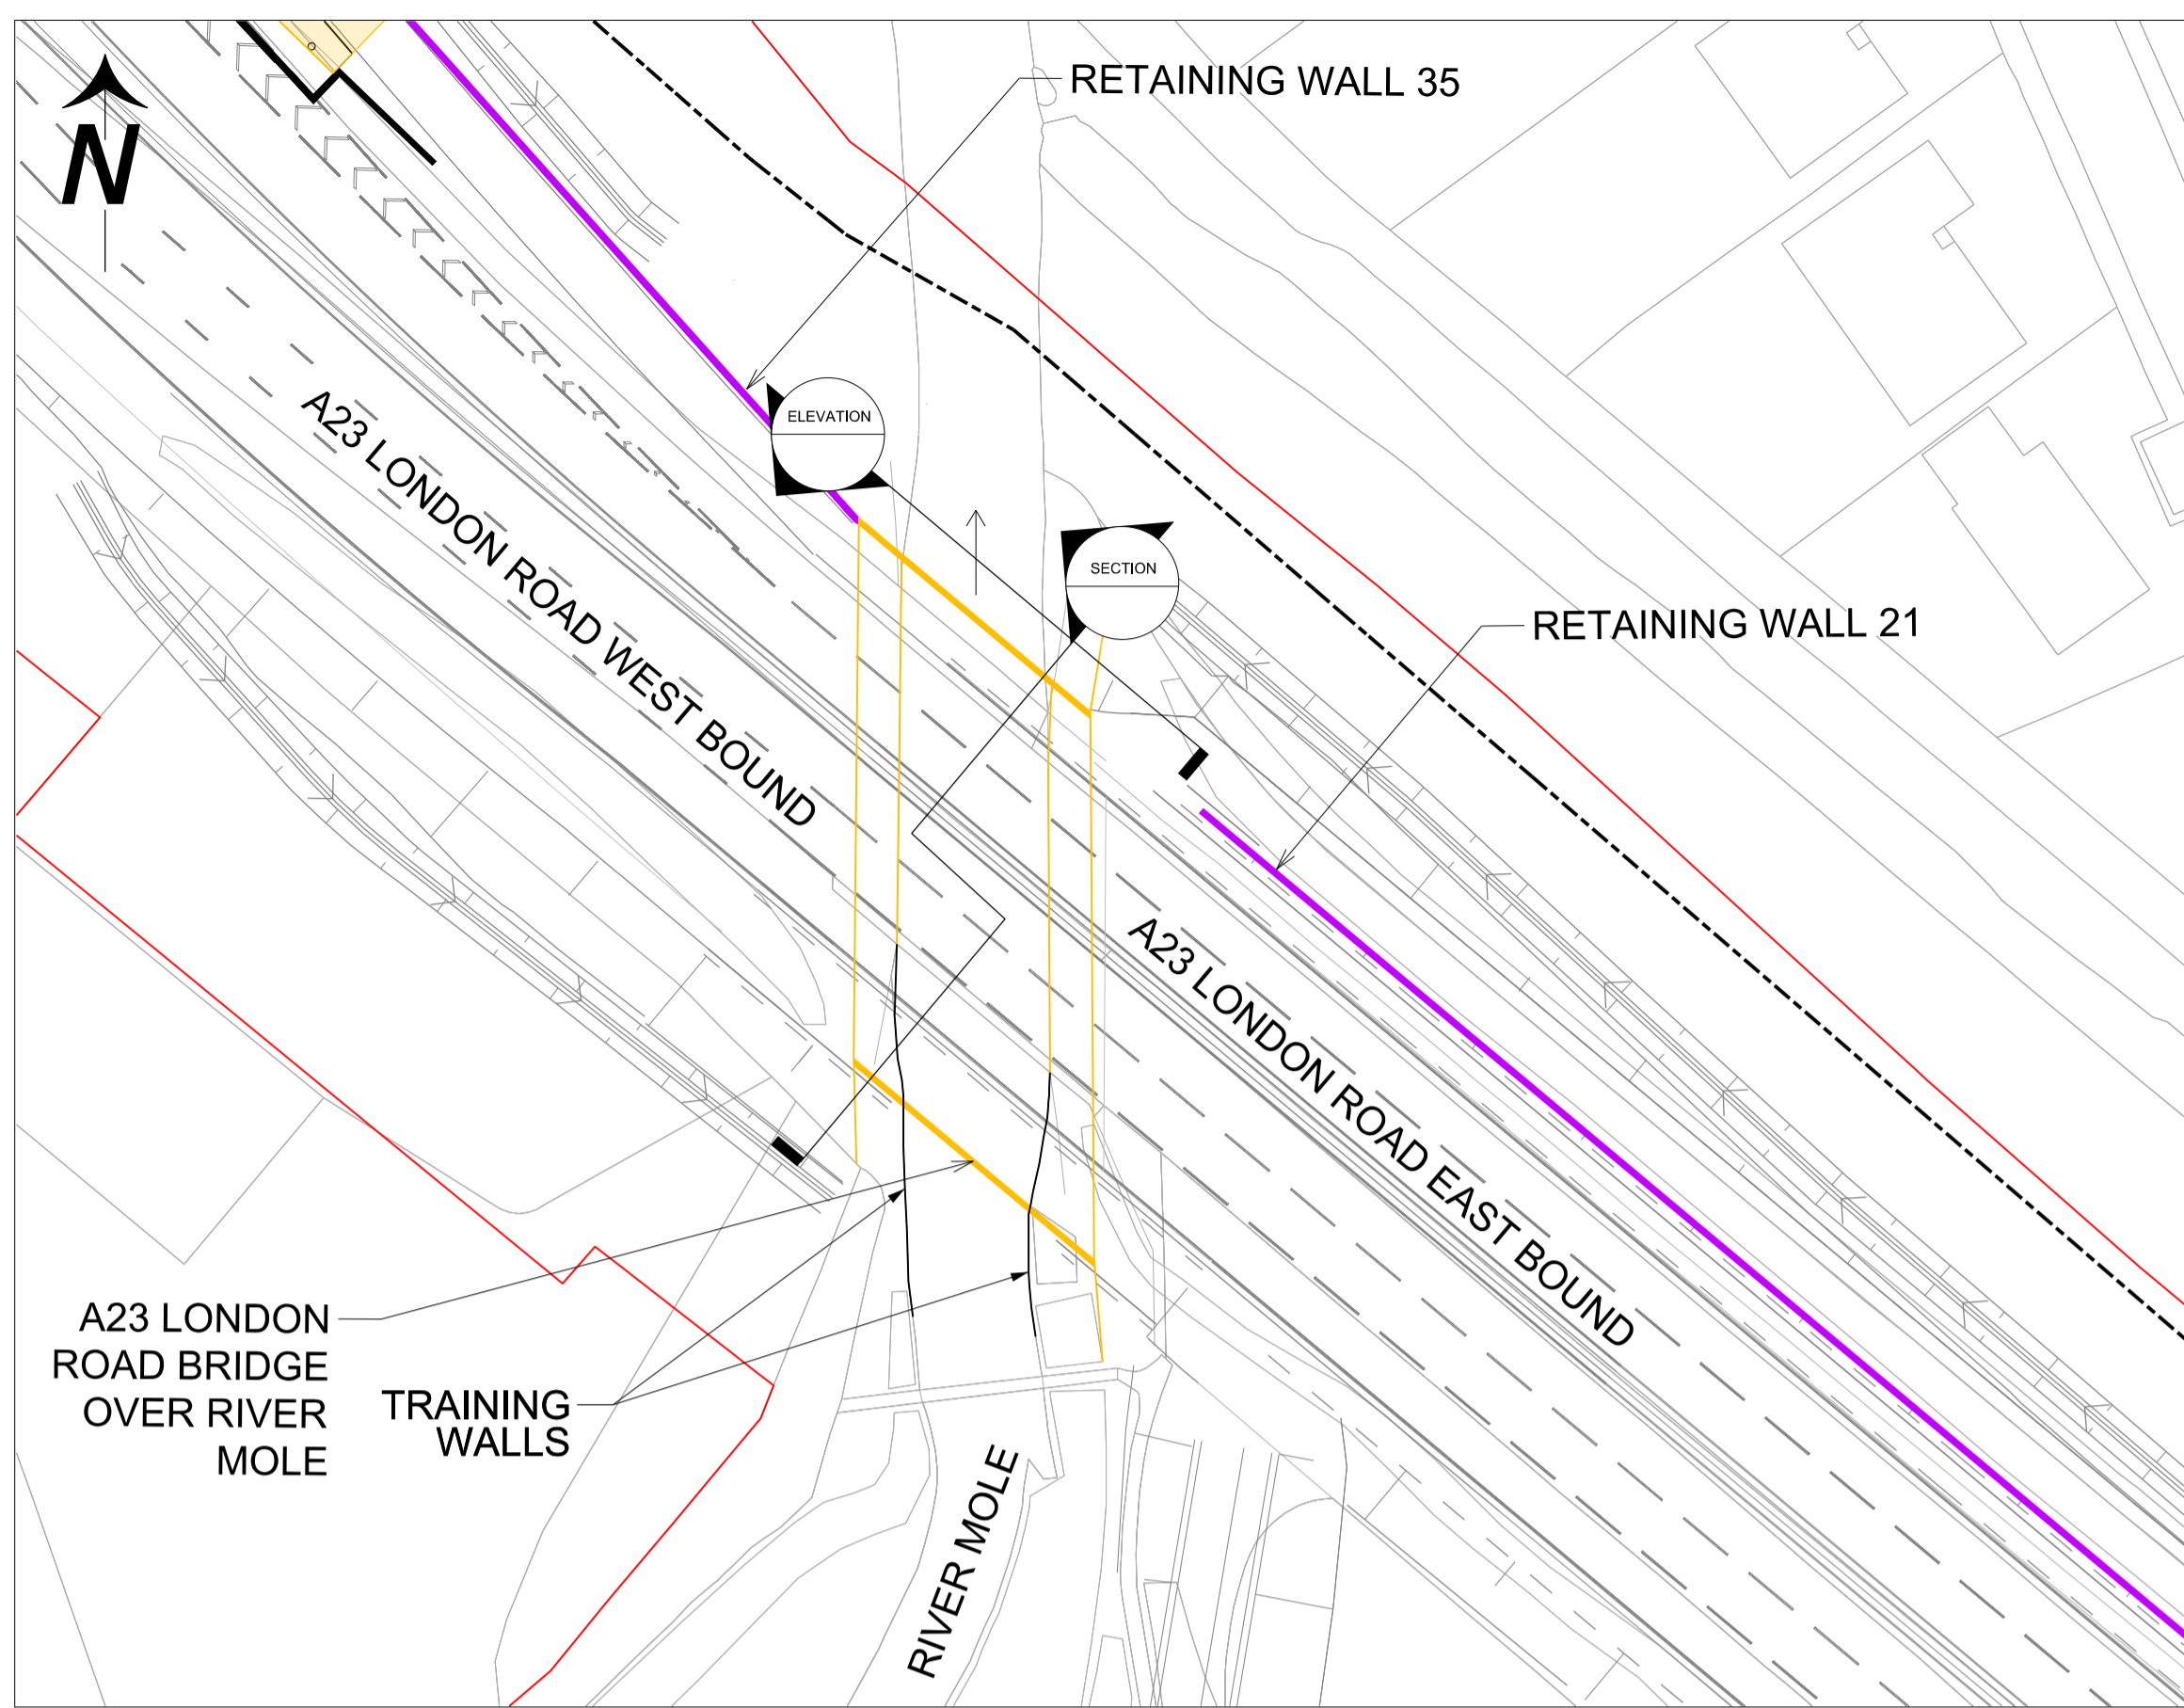 RETAINING WALL 35
N
ELEVATION
A23 LONDON ROAD WEST BOUND
SECTION
RETAINING WALL 21
A23 LONDON ROAD EAST BOUND
A23 LONDON
ROAD BRIDGE
OVER RIVER
MOLE
TRAINING
WALLS
RIVER MOLE